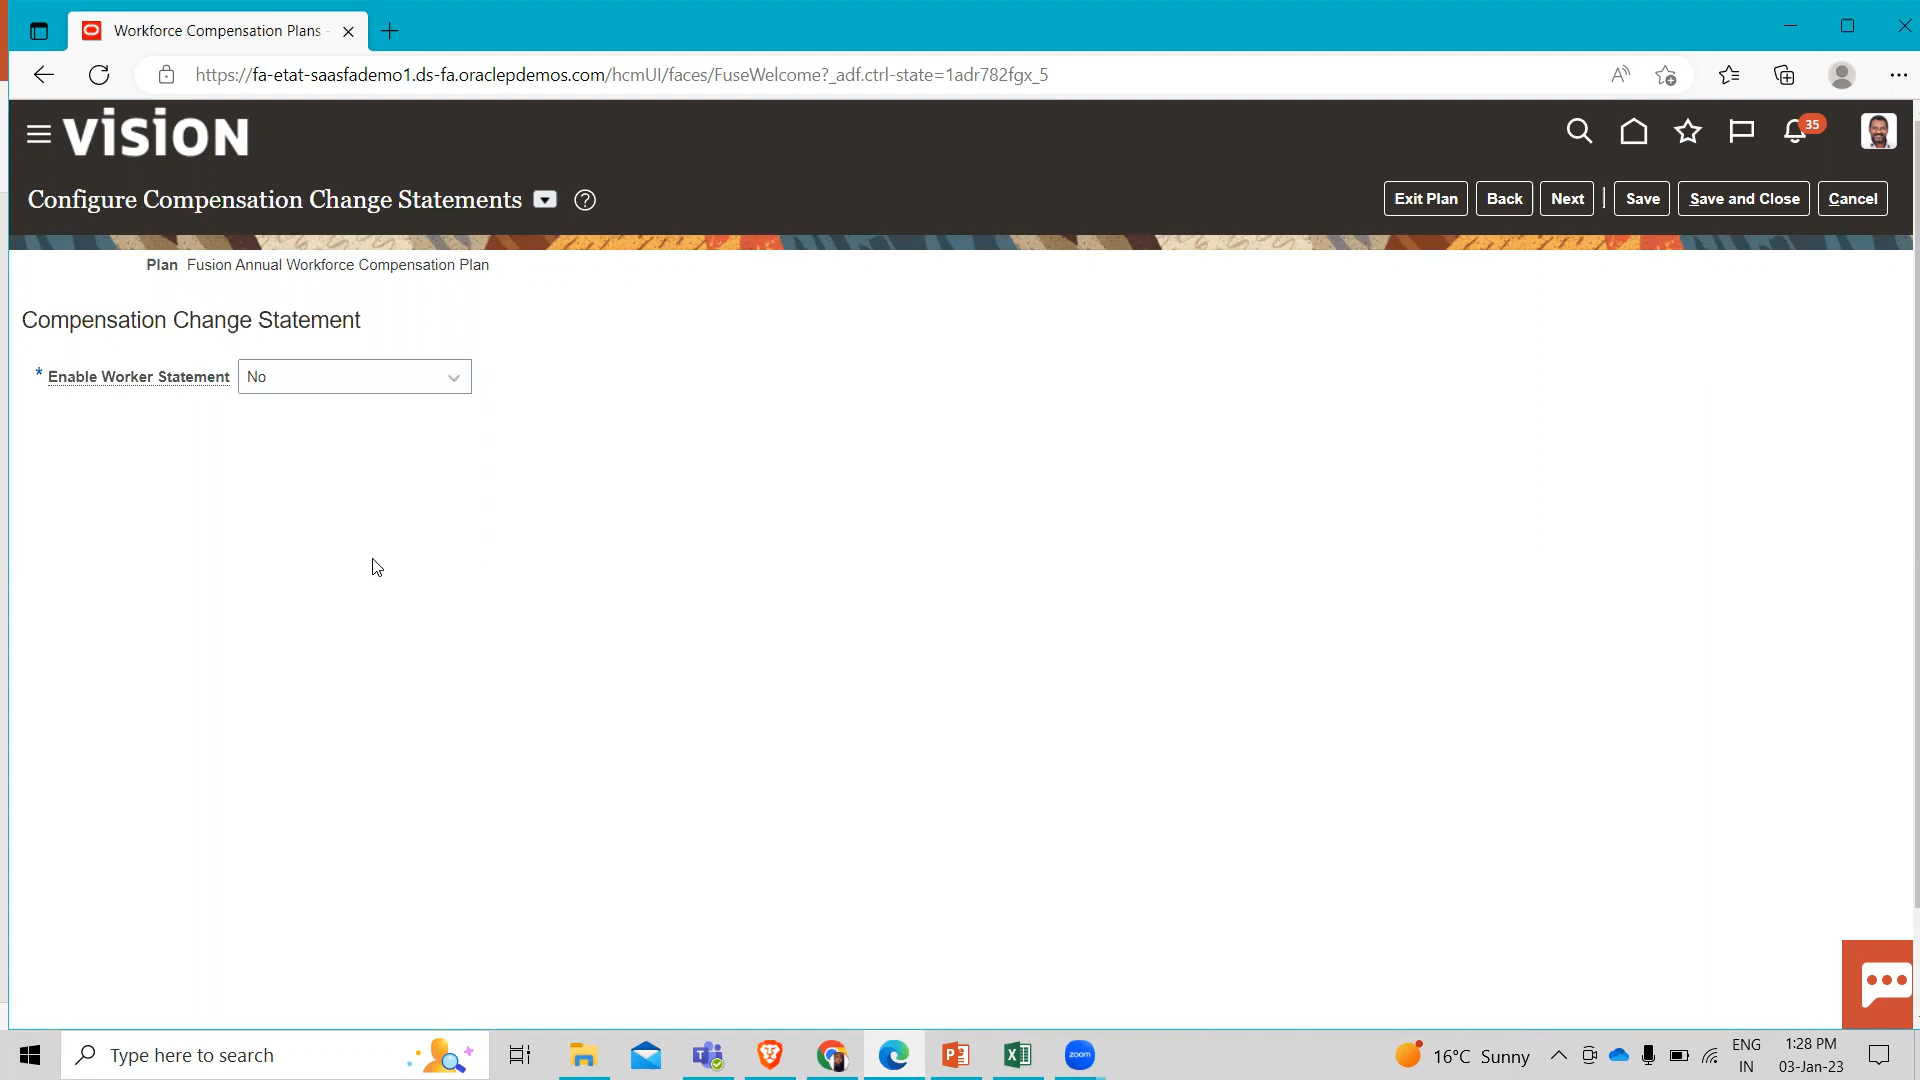 Workforce Compensation Plans -
https://fa-etat-saasfademo1.ds-fa.oraclepdemos.com/hcmUI/faces/FuseWelcome?_adf.ctrl-state=1adr782fgx_5
VISION
35
Configure Compensation Change Statements
?
Exit Plan
Back
Next
Save
Save and Close
Cancel
Plan Fusion Annual Workforce Compensation Plan
Compensation Change Statement
* Enable Worker Statement No
Type here to search
zoom
16°C Sunny
ENG
IN
1:28 PM
03-Jan-23